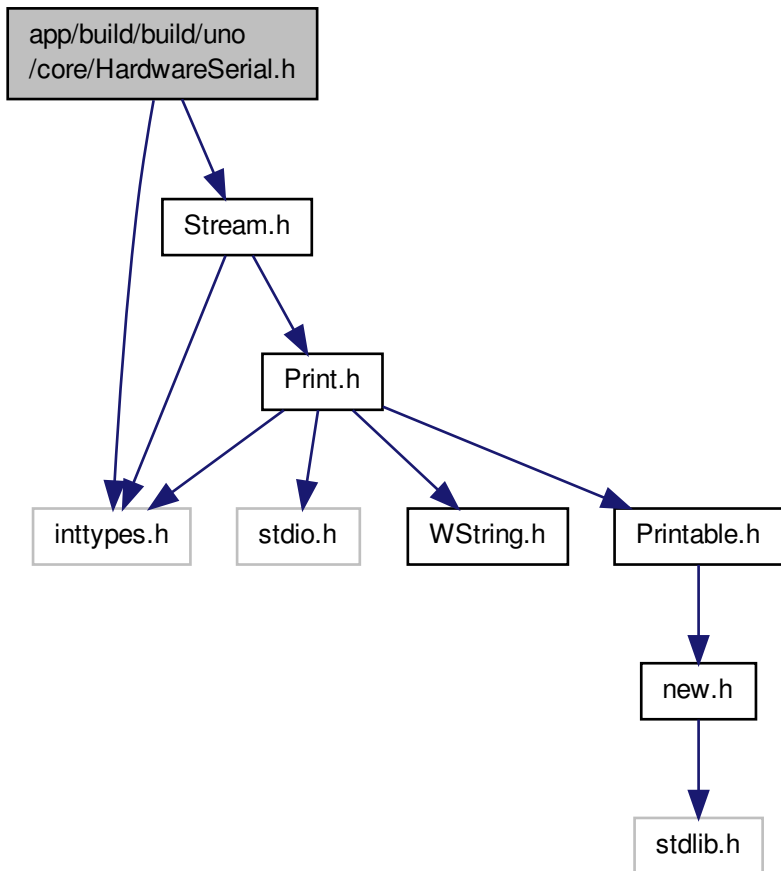 app/build/build/uno
/core/HardwareSerial.h
Stream.h
Print.h
inttypes.h
stdio.h
WString.h
Printable.h
new.h
stdlib.h